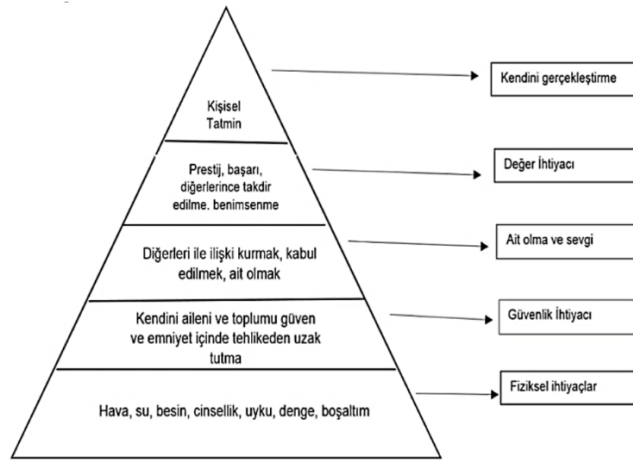 Kişisel
Tatmin
Kendini gerçekleştirme
Prestij, başarı,
diğerlerince takdir
edilme. benimsenme
Değer İhtiyacı
Diğerleri ile ilişki kurmak, kabul
edilmek, ait olmak
Ait olma ve sevgi
Kendini aileni ve toplumu güven
ve emniyet içinde tehlikeden uzak
tutma
Güvenlik İhtiyacı
Hava, su, besin, cinsellik, uyku, denge, boşaltım
Fiziksel ihtiyaçlar